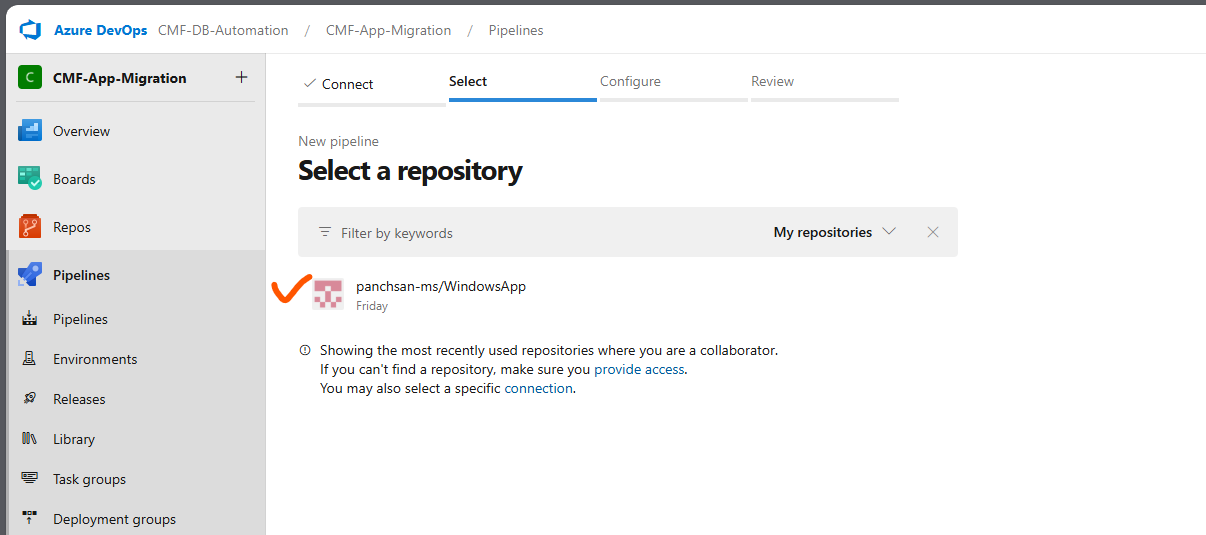 Azure DevOps CMF-DB-Automation / CMF-App-Migration / Pipelines
C CMF-App-Migration +
Overview
Boards
Repos
Pipelines
Pipelines
Environments
Releases
Library
Task groups
Deployment groups
Connect Select Configure Review
New pipeline
Select a repository
Filter by keywords My repositories
panchsan-ms/WindowsApp
Friday
Showing the most recently used repositories where you are a collaborator.
If you can't find a repository, make sure you provide access.
You may also select a specific connection.